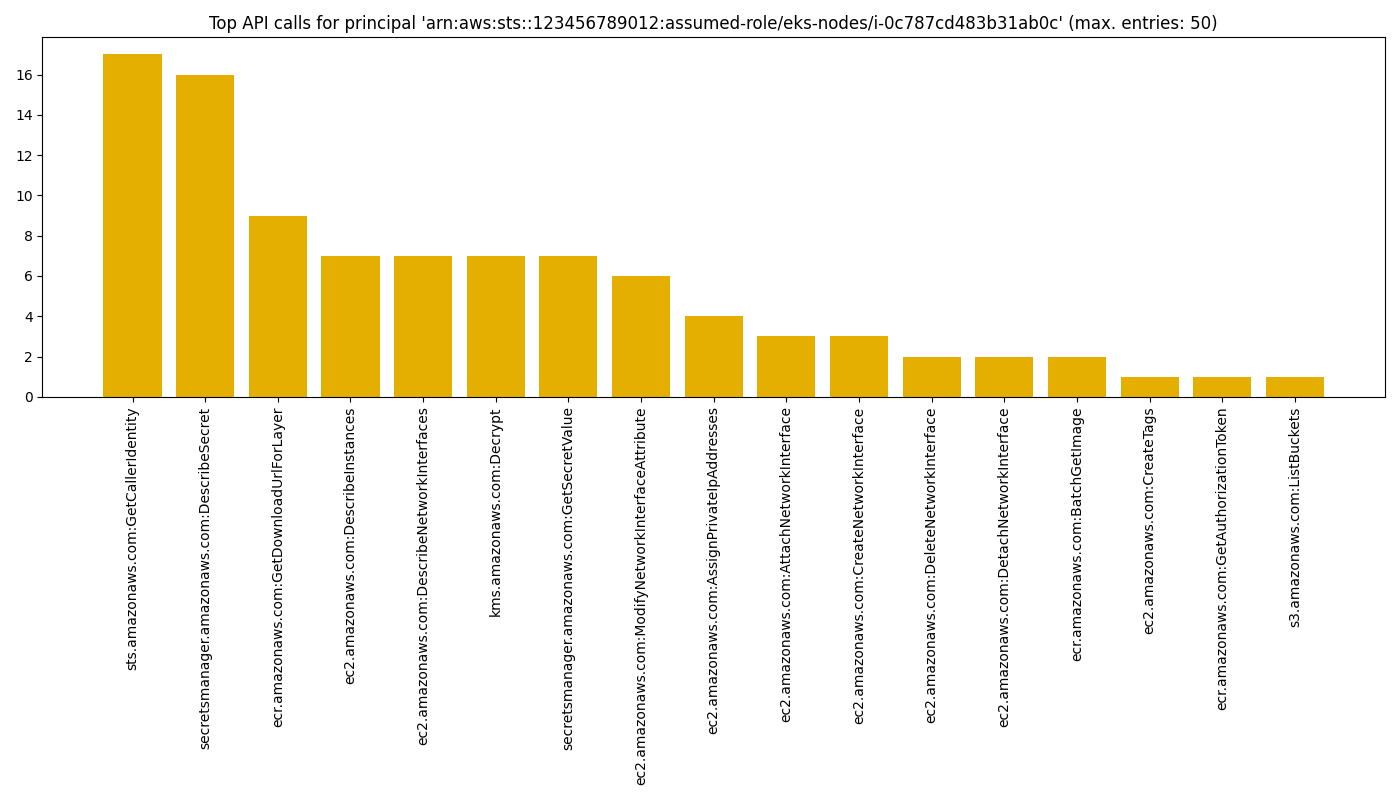 Top API calls for principal 'arn:aws:sts::123456789012:assumed-role/eks-nodes/i-0c787cd483b31ab0c' (max. entries: 50)
16
14
12
10
8
6
4
2
0
sts.amazonaws.com:GetCallerIdentity
secretsmanager.amazonaws.com:DescribeSecret
ecr.amazonaws.com:GetDownloadUrlForLayer
ec2.amazonaws.com:DescribeInstances
ec2.amazonaws.com:DescribeNetworkInterfaces
kms.amazonaws.com:Decrypt
secretsmanager.amazonaws.com:GetSecretValue
ec2.amazonaws.com:ModifyNetworkInterfaceAttribute
ec2.amazonaws.com:AssignPrivateIpAddresses
ec2.amazonaws.com:AttachNetworkInterface
ec2.amazonaws.com:CreateNetworkInterface
ec2.amazonaws.com:DeleteNetworkInterface
ec2.amazonaws.com:DetachNetworkInterface
ecr.amazonaws.com:BatchGetImage
ec2.amazonaws.com:CreateTags
ecr.amazonaws.com:GetAuthorizationToken
s3.amazonaws.com:ListBuckets